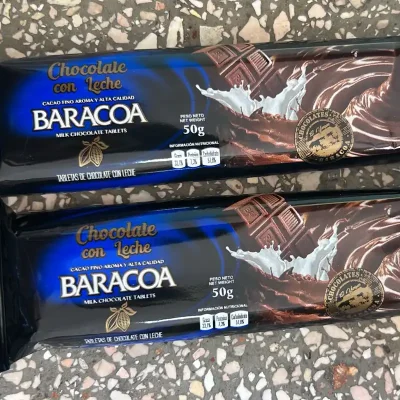 Chocolate
con Leche
CACAO FINO AROMA Y ALTA CALIDAD
BARACOA
MILK CHOCOLATE TABLETS
TABLETAS DE CHOCOLATE CON LECHE
PESO NETO
NET WEIGHT
50g
INFORMACIÓN NUTRICIONAL
CHOCOLATES
Chocolate
con Leche
CACAO FINO AROMA Y ALTA CALIDAD
BARACOA
MILK CHOCOLATE TABLETS
TABLETAS DE CHOCOLATE CON LECHE
PESO NETO
NET WEIGHT
50g
INFORMACIÓN NUTRICIONAL
CHOCOLATES